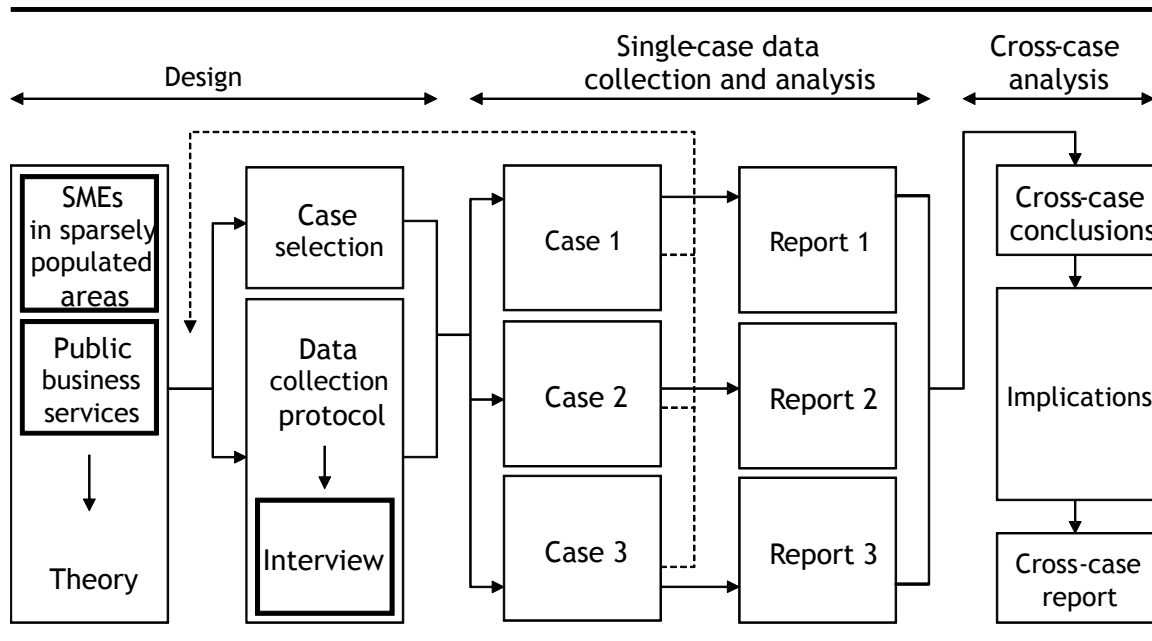 Design
Single-case data
collection and analysis
Cross-case
analysis
SMEs
in sparsely
populated
areas
Public
business
services
Theory
Case
selection
Data
collection
protocol
Interview
Case 1
Case 2
Case 3
Report 1
Report 2
Report 3
Cross-case
conclusions
Implications
Cross-case
report